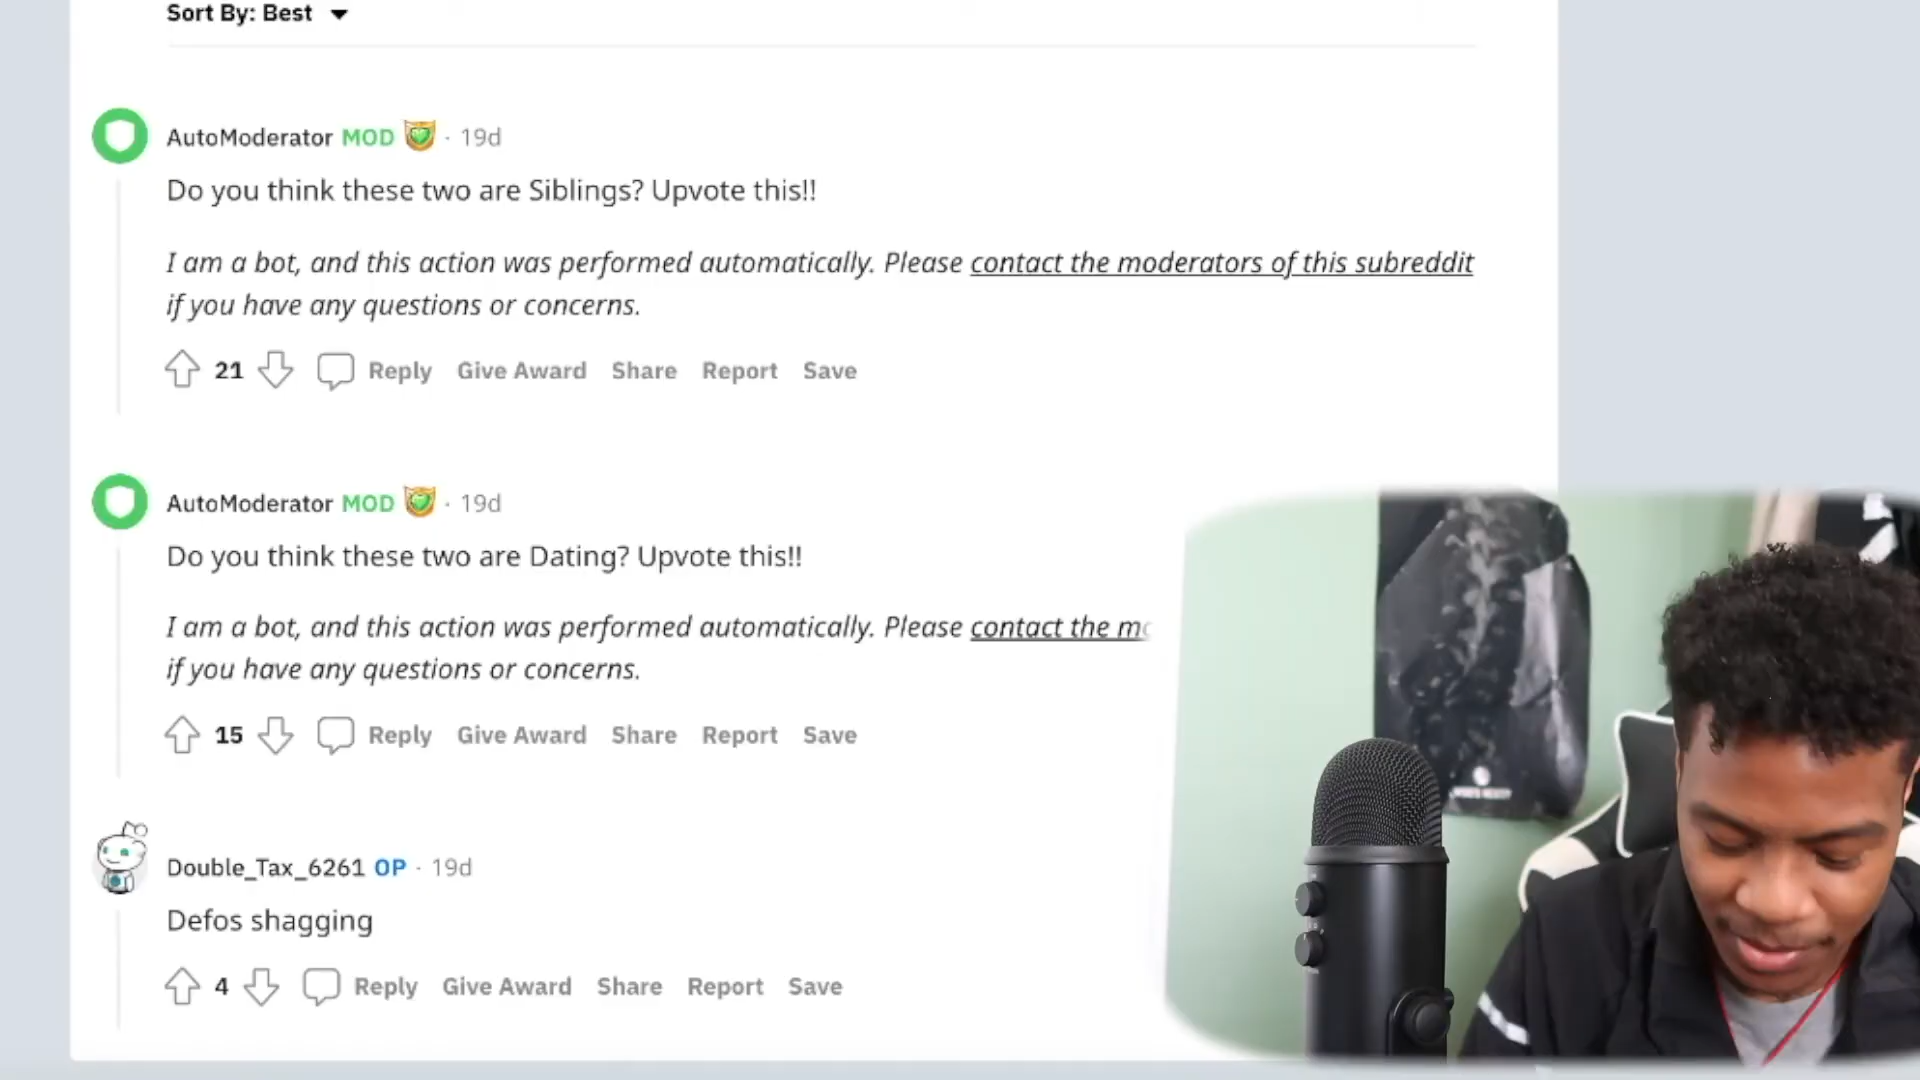 Sort By: Best
AutoModerator MOD · 19d
Do you think these two are Siblings? Upvote this!!
I am a bot, and this action was performed automatically. Please contact the moderators of this subreddit
if you have any questions or concerns.
21 Reply Give Award Share Report Save
AutoModerator MOD · 19d
Do you think these two are Dating? Upvote this!!
I am a bot, and this action was performed automatically. Please contact the
if you have any questions or concerns.
15 Reply Give Award Share Report Save
Double_Tax_6261 OP · 19d
Defos shagging
4 Reply Give Award Share Report Save